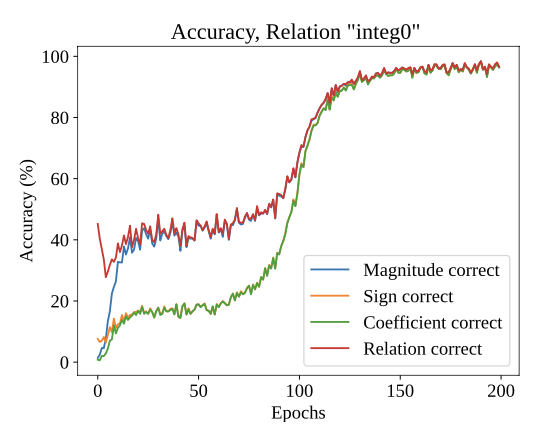 Accuracy, Relation "integ0"
100
80
60
40
20
0
Accuracy (%)
Magnitude correct
Sign correct
Coefficient correct
Relation correct
0 50 100 150 200
Epochs